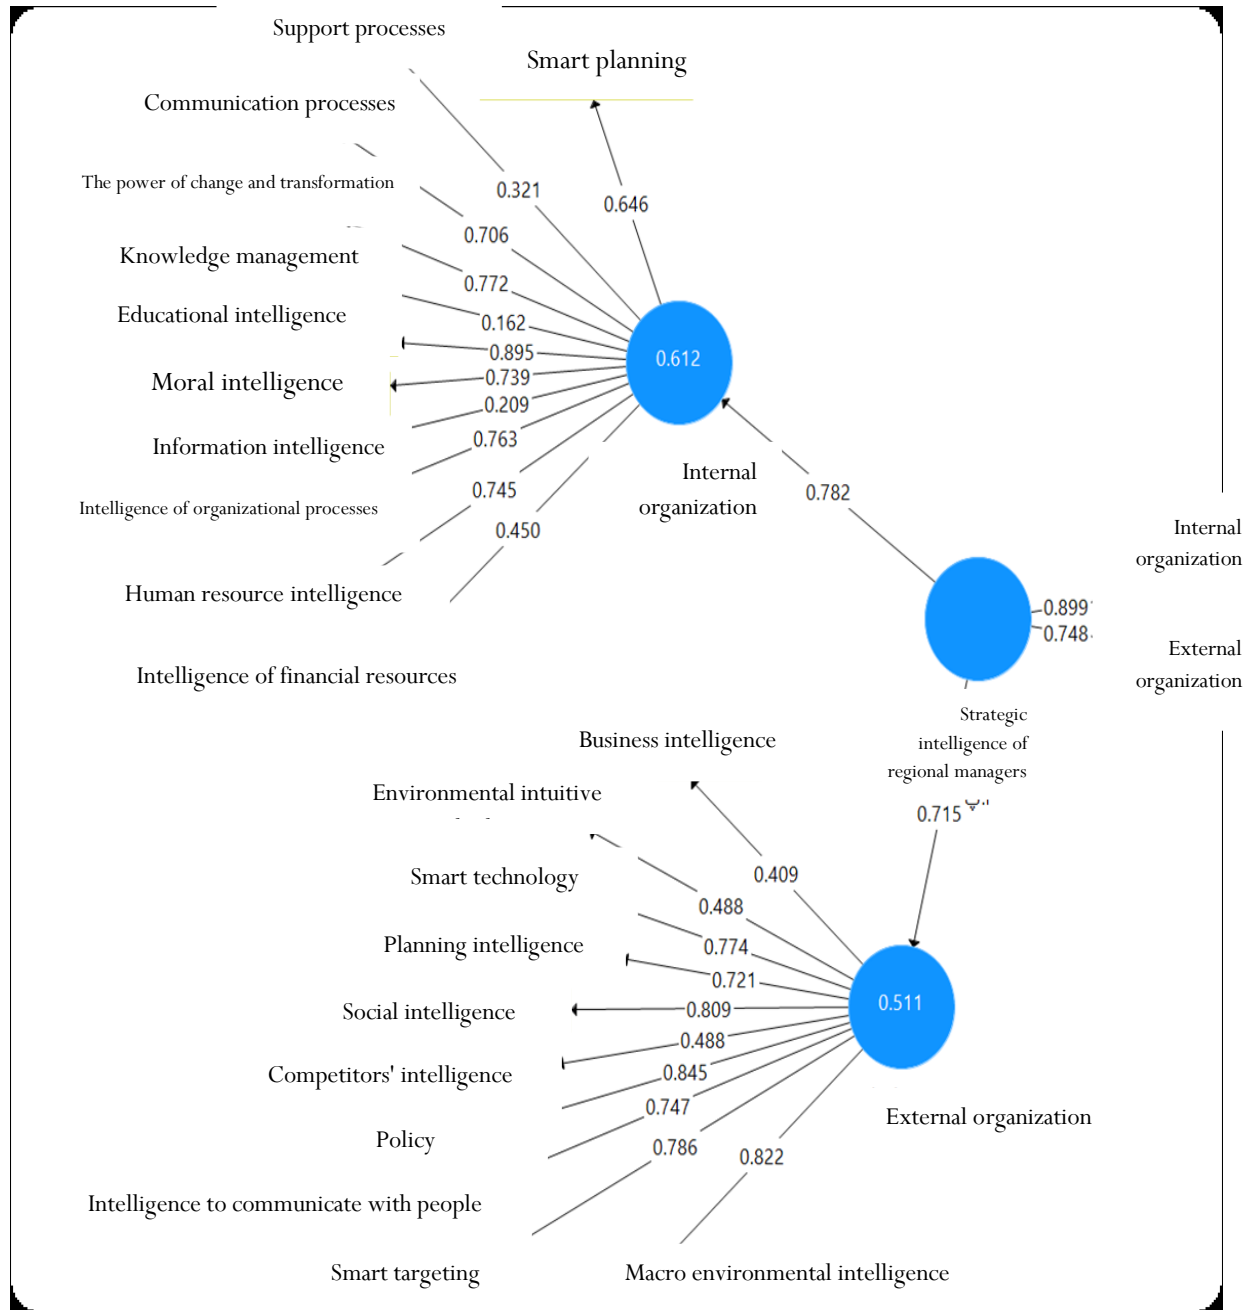 Support processes
Smart planning
Communication processes
The power of change and transformation
0.321
0.646
0.706
Knowledge management
0.772
Educational intelligence
0.162
0.895
0.612
Moral intelligence
0.739
0.209
Information intelligence
0.763
Internal
organization
0.745
0.782
Intelligence of organizational processes
0.450
Internal
organization
Human resource intelligence
0.899
0.748
External
organization
Intelligence of financial resources
Strategic
intelligence of
regional managers
Business intelligence
Environmental intuitive
0.715
Smart technology
0.409
0.488
Planning intelligence
0.774
0.721
Social intelligence
0.809
0.511
0.488
Competitors' intelligence
0.845
0.747
External organization
Policy
0.786
0.822
Intelligence to communicate with people
Smart targeting
Macro environmental intelligence